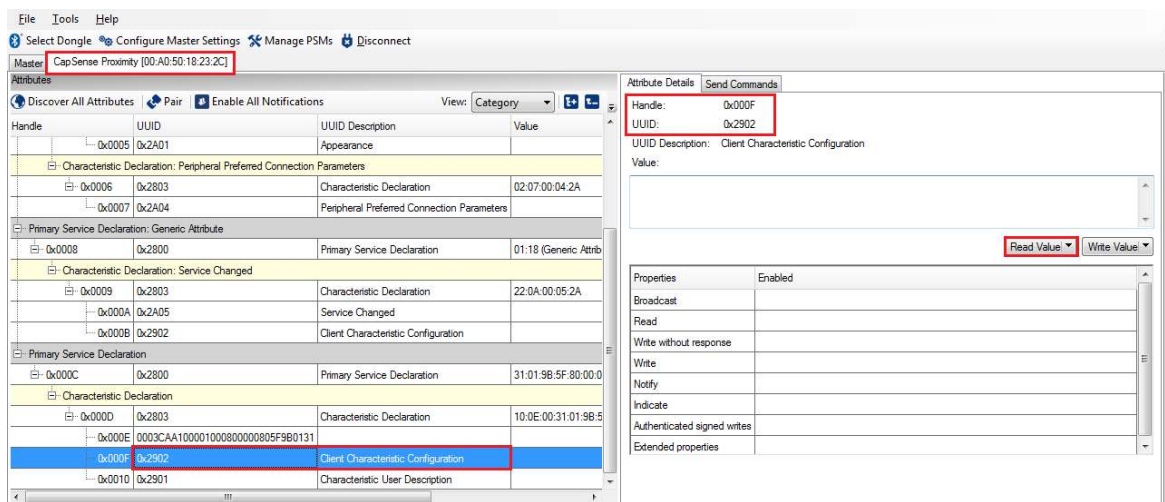 File Tools Help
Select Dongle Configure Master Settings Manage PSMs Disconnect
Master CapSense Proximity [00:A0:50:18:23:2C]
Attributes
Discover All Attributes Pair Enable All Notifications View: Category
Handle UUID UUID Description Value
0x0005 0x2A01 Appearance
Characteristic Declaration: Peripheral Preferred Connection Parameters
0x0006 0x2803 Characteristic Declaration 02:07:00:04:2A
0x0007 0x2A04 Peripheral Preferred Connection Parameters
Primary Service Declaration: Generic Attribute
0x0008 0x2800 Primary Service Declaration 01:18 (Generic Attrib
Characteristic Declaration: Service Changed
0x0009 0x2803 Characteristic Declaration 22:0A:00:05:2A
0x000A 0x2A05 Service Changed
0x000B 0x2902 Client Characteristic Configuration
Primary Service Declaration
0x000C 0x2800 Primary Service Declaration 31:01:9B:5F:80:00:0
Characteristic Declaration
0x000D 0x2803 Characteristic Declaration 10:0E:00:31:01:9B:5
0x000E 0003CAA100001000800000805F9B0131
0x000F 0x2902 Client Characteristic Configuration
0x0010 0x2901 Characteristic User Description
Attribute Details Send Commands
Handle: 0x000F
UUID: 0x2902
UUID Description: Client Characteristic Configuration
Value:
Read Value Write Value
Properties Enabled
Broadcast
Read
Write without response
Write
Notify
Indicate
Authenticated signed writes
Extended properties